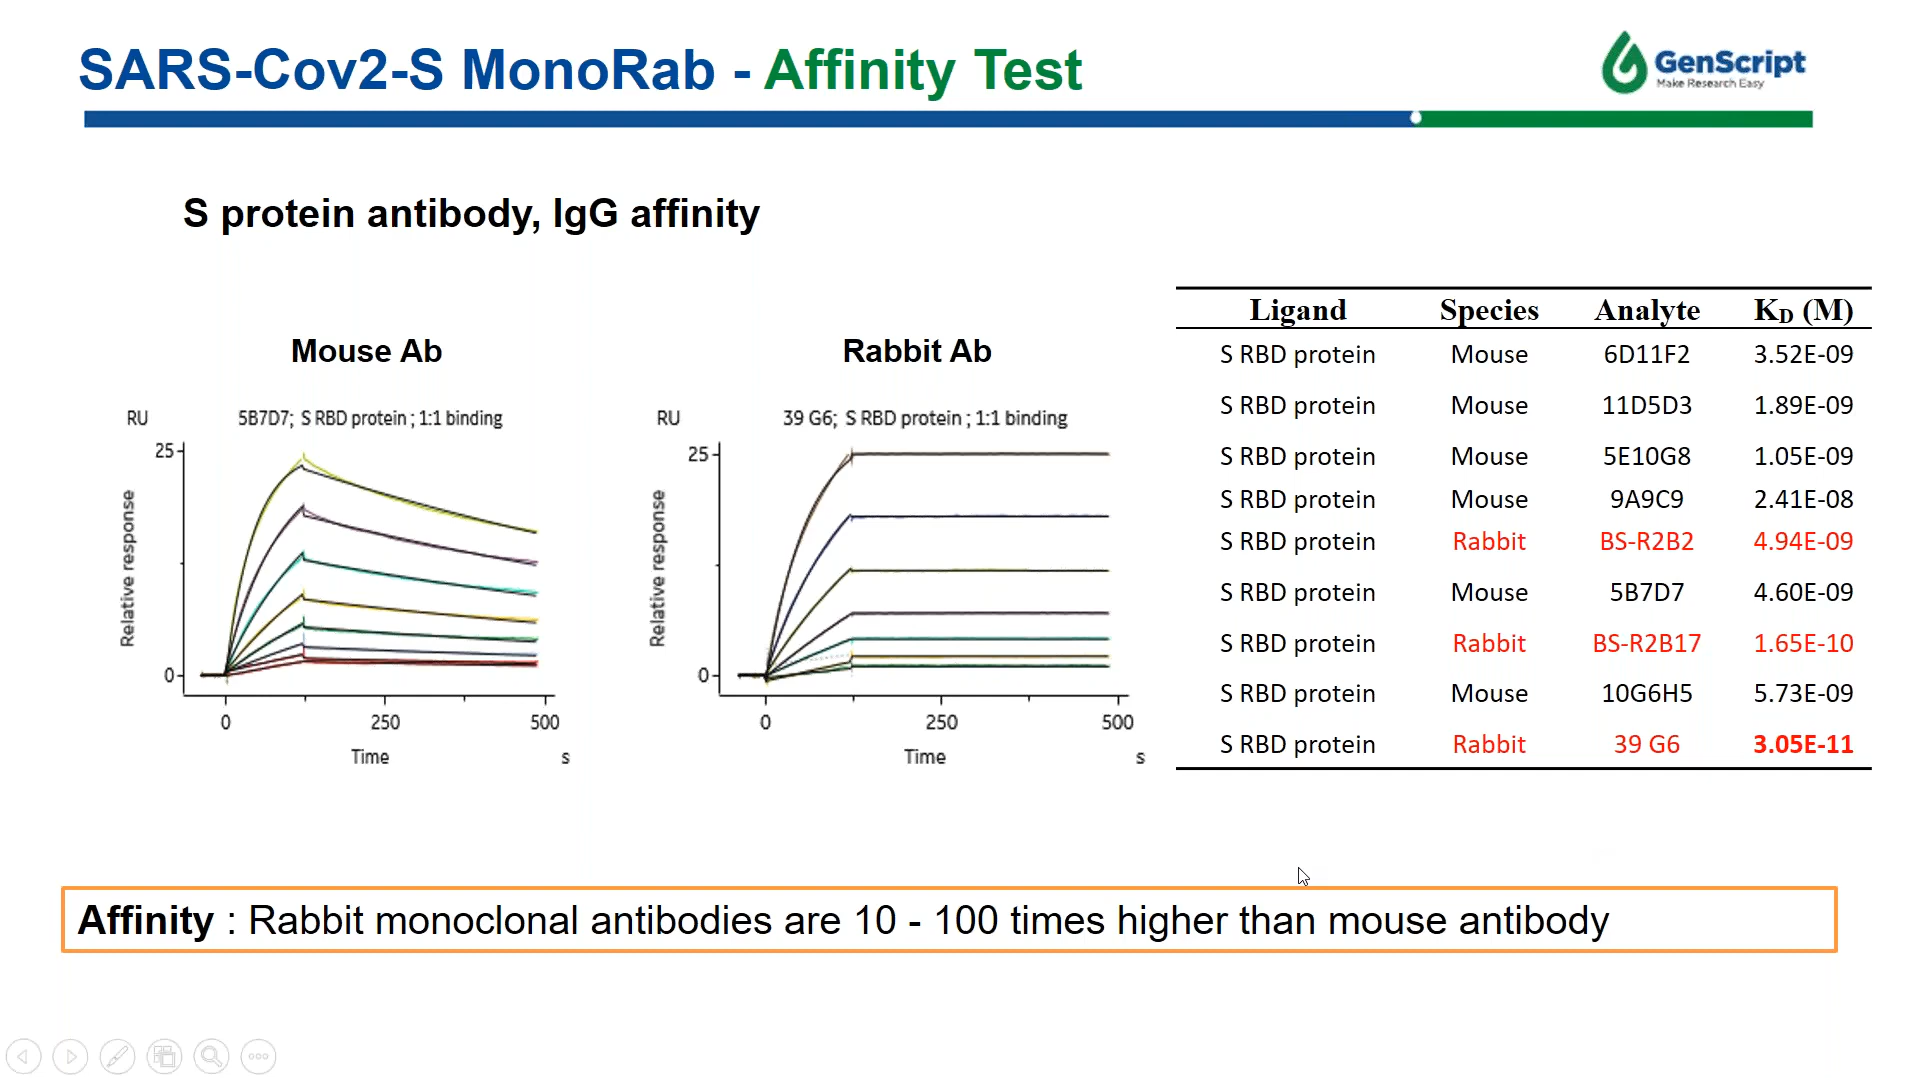 SARS-Cov2-S MonoRab - Affinity Test
GenScript
Make Research Easy
S protein antibody, IgG affinity
Mouse Ab
RU 5B7D7; S RBD protein ; 1:1 binding
25
0
Relative response
0 250 500
Time s
Rabbit Ab
RU 39 G6; S RBD protein ; 1:1 binding
25
0
Relative response
0 250 500
Time s
Ligand Species Analyte KD (M)
S RBD protein Mouse 6D11F2 3.52E-09
S RBD protein Mouse 11D5D3 1.89E-09
S RBD protein Mouse 5E10G8 1.05E-09
S RBD protein Mouse 9A9C9 2.41E-08
S RBD protein Rabbit BS-R2B2 4.94E-09
S RBD protein Mouse 5B7D7 4.60E-09
S RBD protein Rabbit BS-R2B17 1.65E-10
S RBD protein Mouse 10G6H5 5.73E-09
S RBD protein Rabbit 39 G6 3.05E-11
Affinity : Rabbit monoclonal antibodies are 10 - 100 times higher than mouse antibody